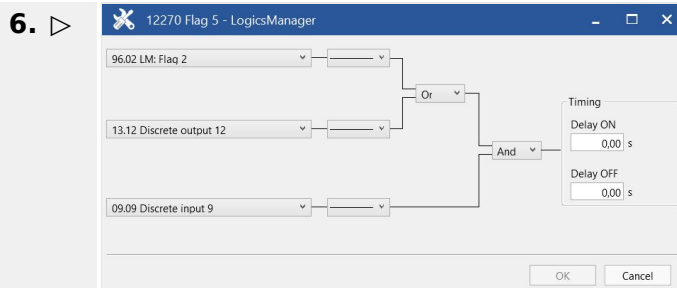 6. ▷
12270 Flag 5 - LogicsManager
96.02 LM: Flag 2
Or
Timing
13.12 Discrete output 12
Delay ON
0,00 s
And
Delay OFF
0,00 s
09.09 Discrete input 9
OK Cancel